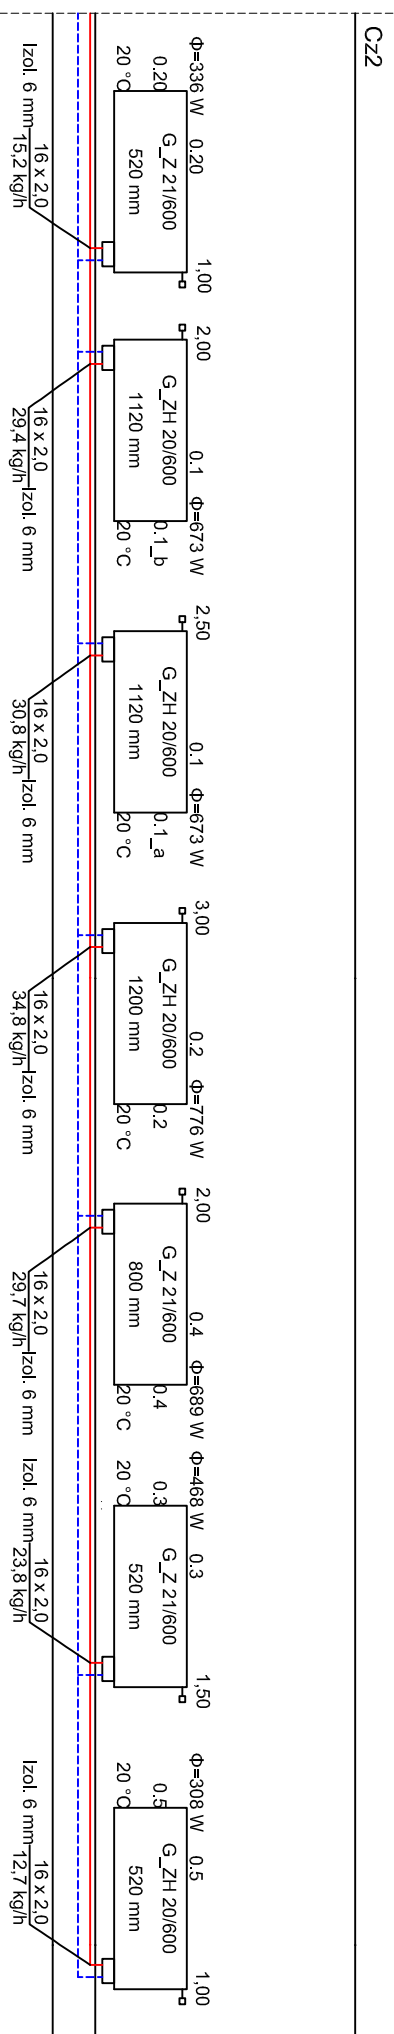 Cz2
Φ=336 W
0.20
0.20
20 °C
G_Z 21/600
520 mm
1,00
16 x 2,0
Izol. 6 mm
15,2 kg/h
2,00
0.1
Φ=673 W
G_ZH 20/600
1120 mm
0.1_b
20 °C
16 x 2,0
29,4 kg/h
Izol. 6 mm
2,50
0.1
Φ=673 W
G_ZH 20/600
1120 mm
0.1_a
20 °C
16 x 2,0
30,8 kg/h
Izol. 6 mm
3,00
0.2
Φ=776 W
G_ZH 20/600
1200 mm
0.2
20 °C
16 x 2,0
34,8 kg/h
Izol. 6 mm
2,00
0.4
Φ=689 W
G_Z 21/600
800 mm
0.4
20 °C
16 x 2,0
29,7 kg/h
Izol. 6 mm
Φ=468 W
0.3
0.3
20 °C
G_Z 21/600
520 mm
1,50
16 x 2,0
Izol. 6 mm
23,8 kg/h
Φ=308 W
0.5
0.5
20 °C
G_ZH 20/600
520 mm
1,00
16 x 2,0
Izol. 6 mm
12,7 kg/h